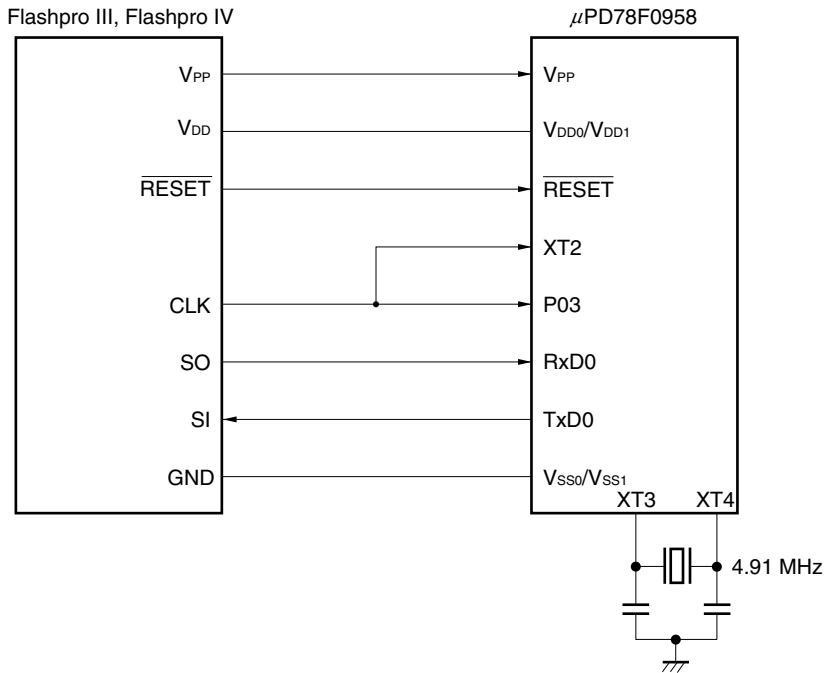 Flashpro III, Flashpro IV
μPD78F0958
VPP
VPP
VDD
VDD0/VDD1
RESET
RESET
XT2
CLK
P03
SO
RxD0
SI
TxD0
GND
VSS0/VSS1
XT3
XT4
4.91 MHz